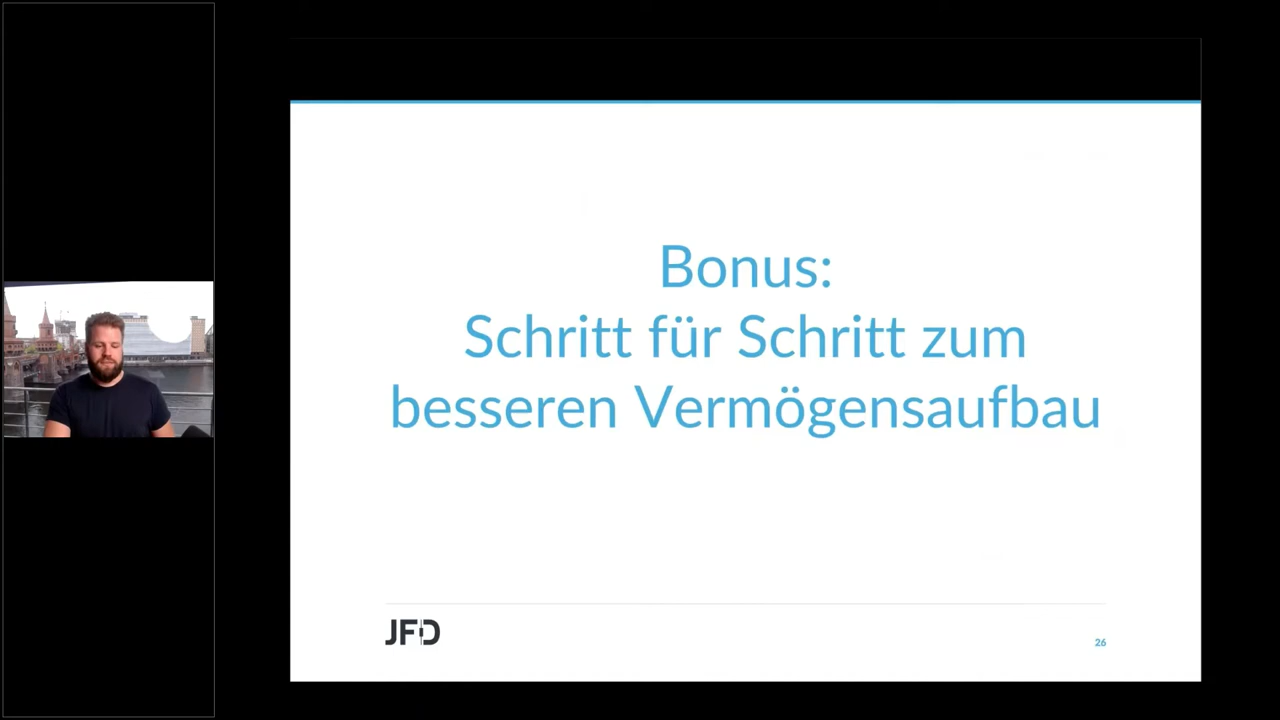 Bonus:
Schritt für Schritt zum
besseren Vermögensaufbau
JFD
26